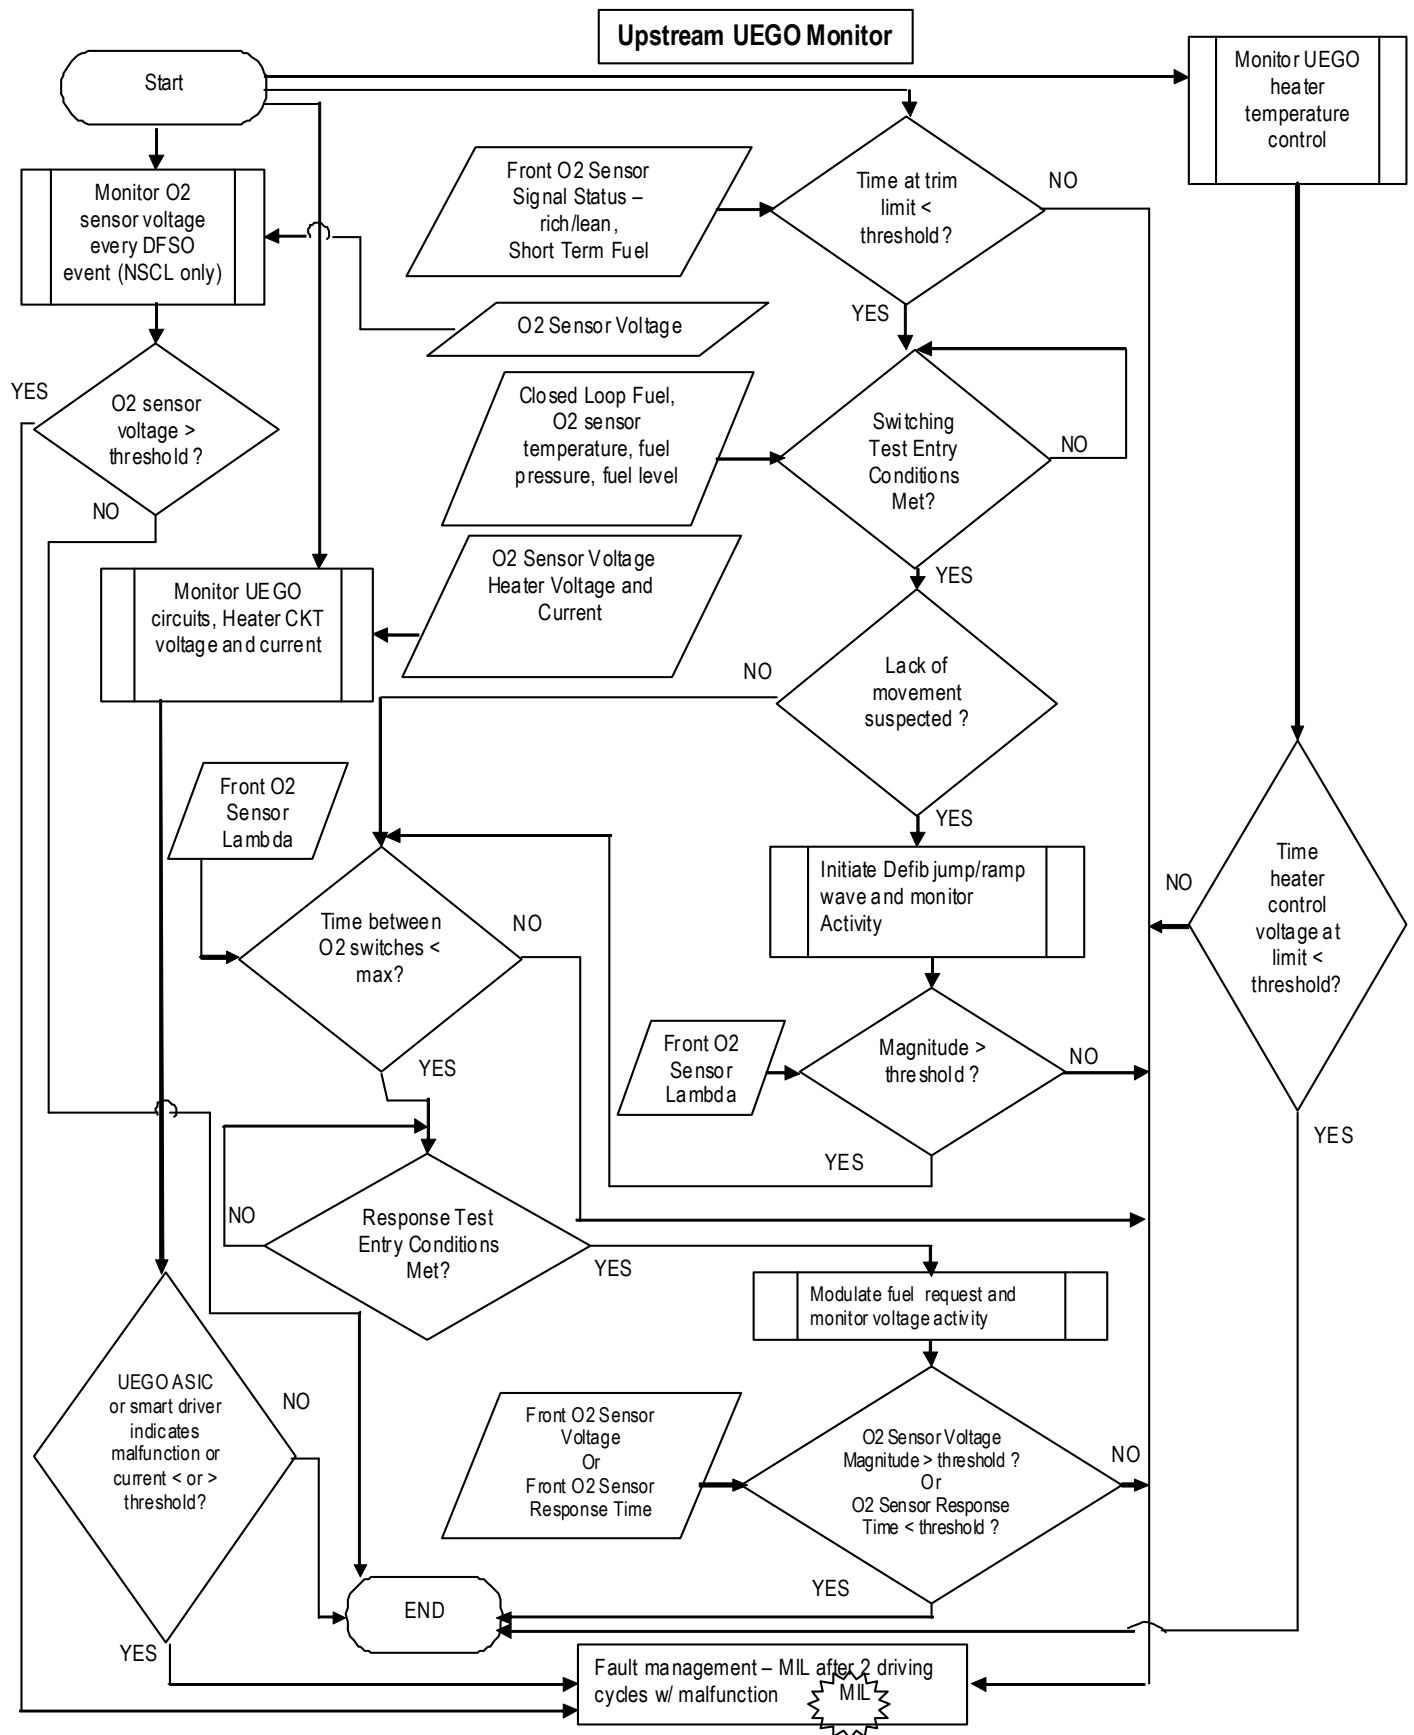 Upstream UEGO Monitor
Start
Monitor UEGO
heater
temperature
control
Monitor O2
sensor voltage
every DFSO
event (NSCL only)
Front O2 Sensor
Signal Status –
rich/lean,
Short Term Fuel
Time at trim
limit <
threshold?
NO
YES
O2 Sensor Voltage
YES
O2 sensor
voltage >
threshold ?
NO
Closed Loop Fuel,
O2 sensor
temperature, fuel
pressure, fuel level
Switching
Test Entry
Conditions
Met?
NO
YES
O2 Sensor Voltage
Heater Voltage and
Current
Monitor UEGO
circuits, Heater CKT
voltage and current
Lack of
movement
suspected ?
NO
YES
Front O2
Sensor
Lambda
Initiate Defib jump/ramp
wave and monitor
Activity
Time
heater
control
voltage at
limit <
threshold?
NO
YES
Time between
O2 switches <
max?
NO
YES
Front O2
Sensor
Lambda
Magnitude >
threshold ?
NO
YES
Response Test
Entry Conditions
Met?
NO
YES
Modulate fuel request and
monitor voltage activity
UEGO ASIC
or smart driver
indicates
malfunction or
current < or >
threshold?
NO
YES
Front O2 Sensor
Voltage
Or
Front O2 Sensor
Response Time
O2 Sensor Voltage
Magnitude > threshold ?
Or
O2 Sensor Response
Time < threshold ?
NO
YES
END
Fault management – MIL after 2 driving
cycles w/ malfunction
MIL